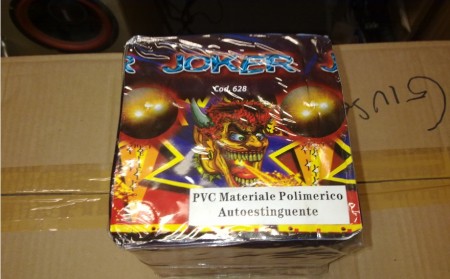 JOKER
Cod. 628
PVC Materiale Polimerico
Autoestinguente